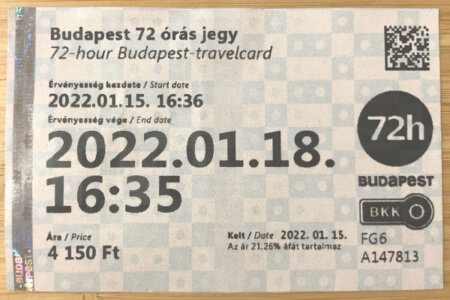 Budapest 72 órás jegy
72-hour Budapest-travelcard
Érvényesség kezdete / Start date
2022.01.15. 16:36
Érvényesség vége / End date
2022.01.18.
16:35
72h
BUDAPEST
BKK
Ára / Price
4 150 Ft
Kelt / Date 2022. 01. 15.
Az ár 21,26% áfát tartalmaz
FG6
A147813